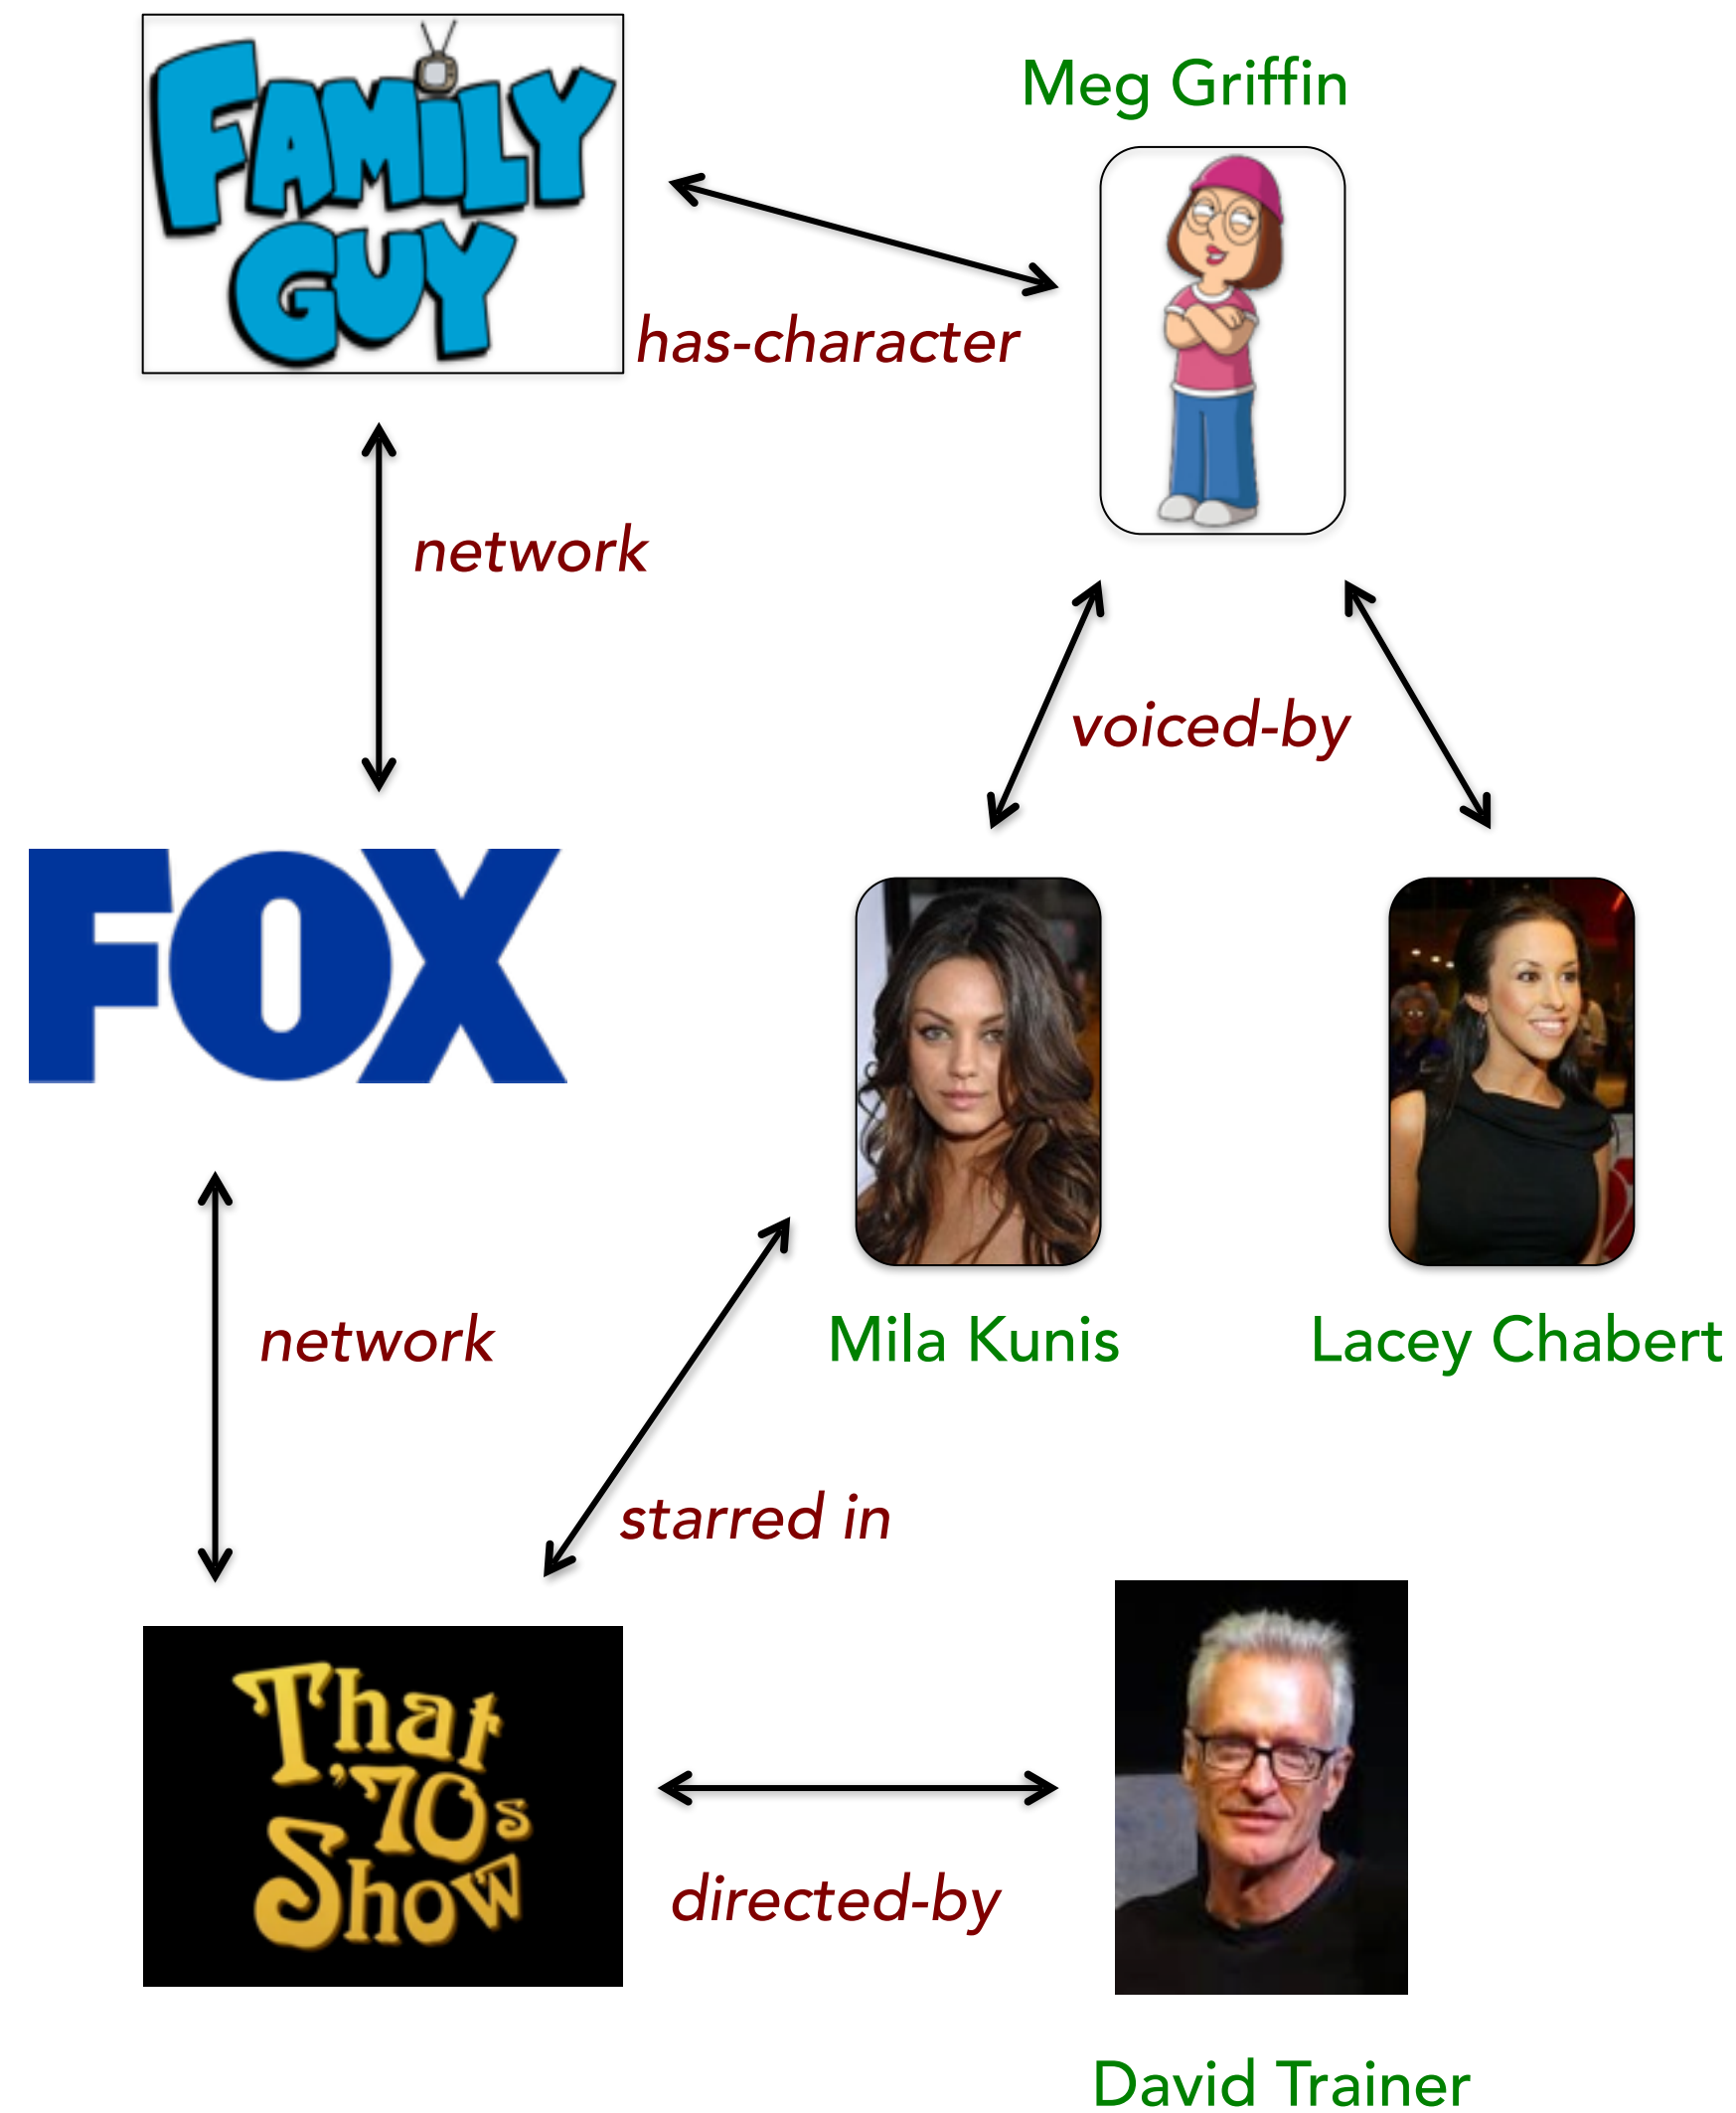 FAMILY
GUY
Meg Griffin
has-character
network
voiced-by
FOX
Mila Kunis
Lacey Chabert
network
starred in
That
'70s
Show
directed-by
David Trainer